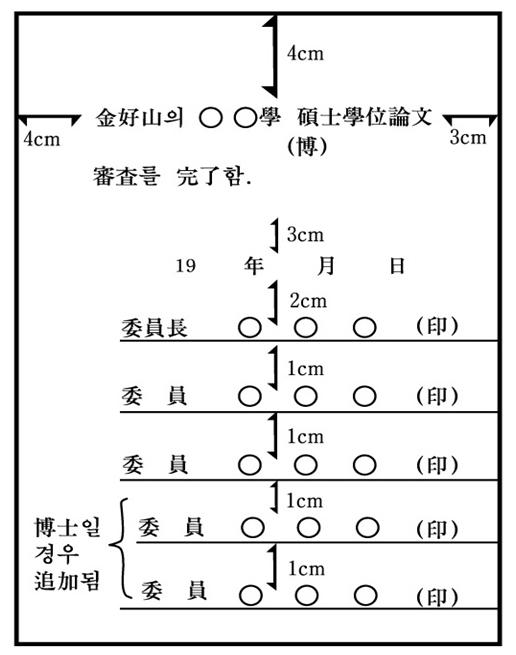 4cm
金好山의 ○ ○學 碩士學位論文
4cm
3cm
(博)
審査를 完了함.
3cm
19 年 月 日
2cm
委員長 ○ ○ ○ (印)
1cm
委 員 ○ ○ ○ (印)
1cm
委 員 ○ ○ ○ (印)
1cm
博士일
경우
追加됨
委 員 ○ ○ ○ (印)
1cm
委 員 ○ ○ ○ (印)